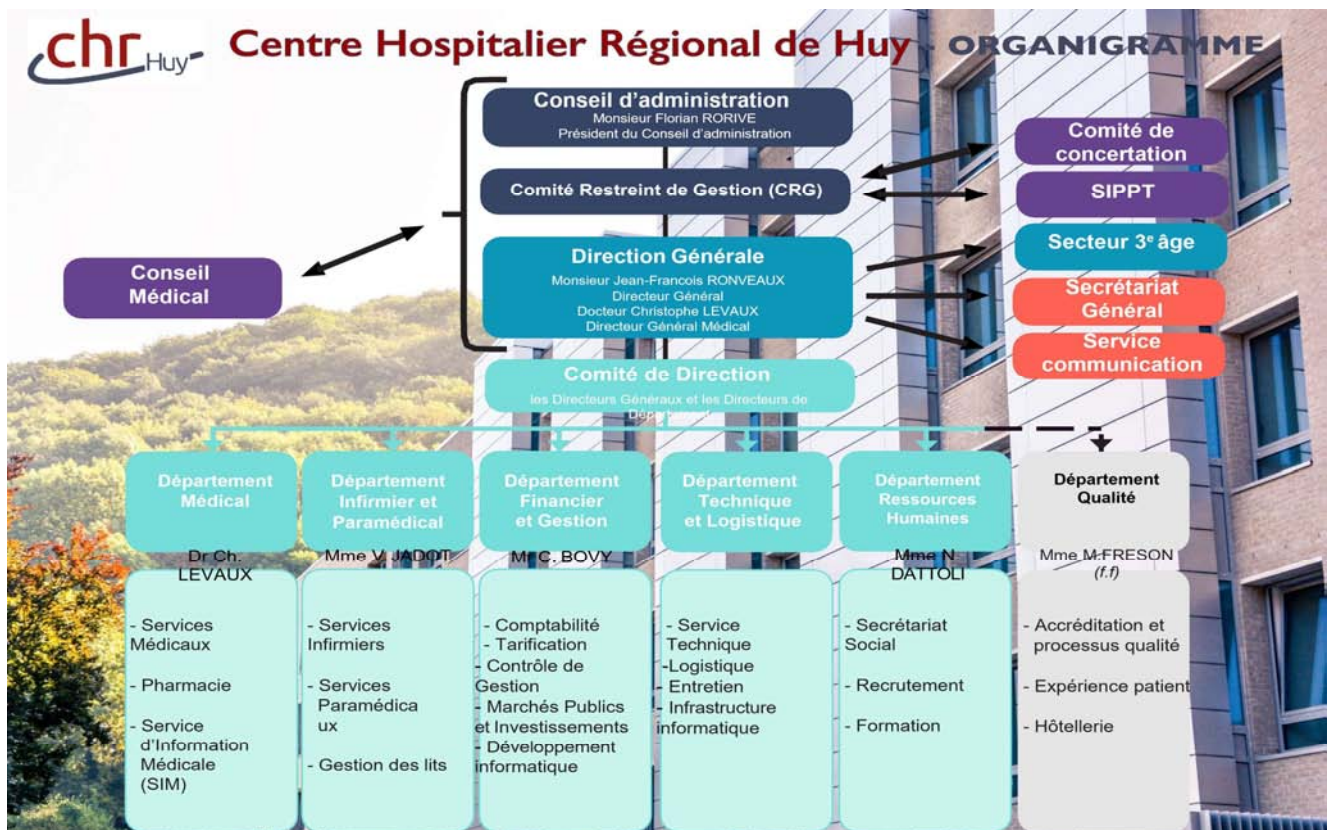 chr Huy
Centre Hospitalier Régional de Huy - ORGANIGRAMME
Conseil d'administration
Monsieur Florian RORIVE
Président du Conseil d'administration
Comité Restreint de Gestion (CRG)
Direction Générale
Monsieur Jean-Francois RONVEAUX
Directeur Général
Docteur Christophe LEVAUX
Directeur Général Médical
Comité de Direction
les Directeurs Généraux et les Directeurs de
Département
Conseil
Médical
Comité de
concertation
SIPPT
Secteur 3e âge
Secrétariat
Général
Service
communication
Département
Médical
Dr Ch.
LEVAUX
- Services
Médicaux
- Pharmacie
- Service
d'Information
Médicale
(SIM)
Département
Infirmier et
Paramédical
Mme V. JADOT
- Services
Infirmiers
- Services
Paramédica
ux
- Gestion des lits
Département
Financier
et Gestion
Mr C. BOVY
- Comptabilité
- Tarification
- Contrôle de
Gestion
- Marchés Publics
et Investissements
- Développement
informatique
Département
Technique
et Logistique
- Service
Technique
-Logistique
- Entretien
- Infrastructure
informatique
Département
Ressources
Humaines
Mme N.
DATTOLI
- Secrétariat
Social
- Recrutement
- Formation
Département
Qualité
Mme M.FRESON
(f.f)
- Accréditation et
processus qualité
- Expérience patient
- Hôtellerie